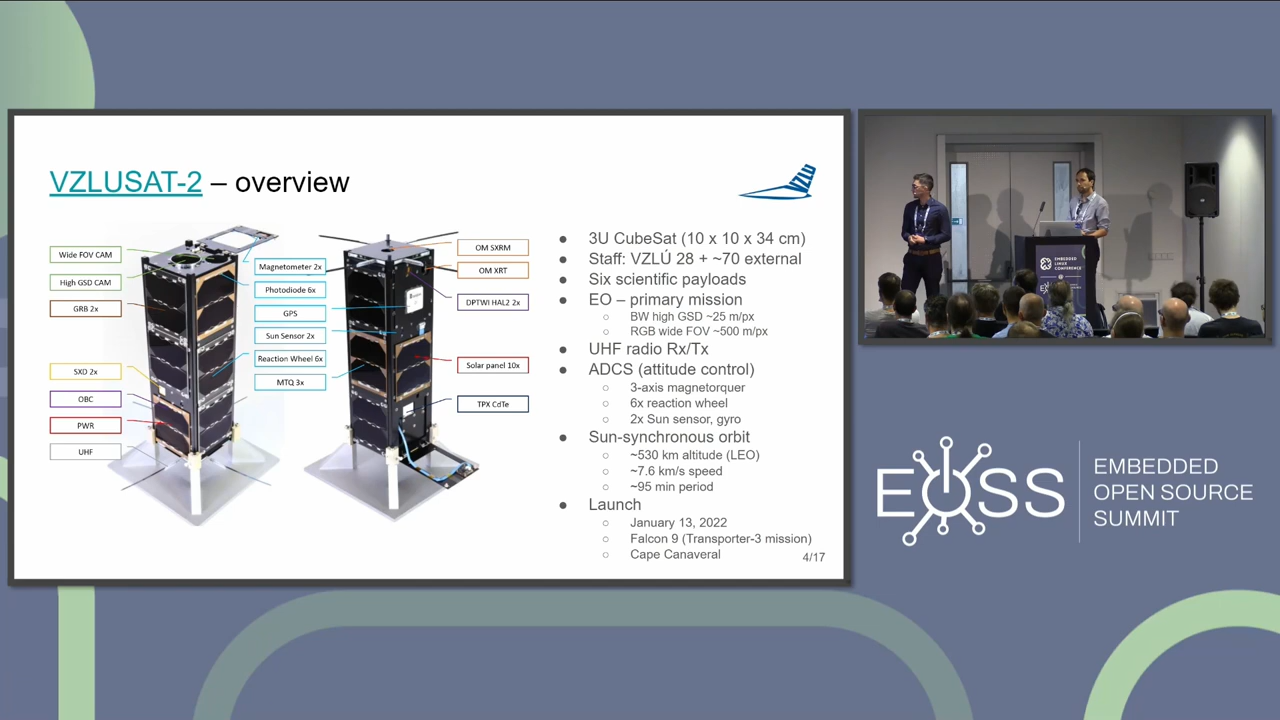 VZLUSAT-2 – overview
VZLU
Wide FOV CAM
High GSD CAM
GRB 2x
SXD 2x
OBC
PWR
UHF
Magnetometer 2x
Photodiode 6x
GPS
Sun Sensor 2x
Reaction Wheel 6x
MTQ 3x
OM SXRM
OM XRT
DPTWI HAL2 2x
Solar panel 10x
TPX CdTe
● 3U CubeSat (10 x 10 x 34 cm)
● Staff: VZLÚ 28 + ~70 external
● Six scientific payloads
● EO – primary mission
○ BW high GSD ~25 m/px
○ RGB wide FOV ~500 m/px
● UHF radio Rx/Tx
● ADCS (attitude control)
○ 3-axis magnetorquer
○ 6x reaction wheel
○ 2x Sun sensor, gyro
● Sun-synchronous orbit
○ ~530 km altitude (LEO)
○ ~7.6 km/s speed
○ ~95 min period
● Launch
○ January 13, 2022
○ Falcon 9 (Transporter-3 mission)
○ Cape Canaveral
4/17
EMBEDDED
LINUX
CONFERENCE
EOSS
EMBEDDED
OPEN SOURCE
SUMMIT